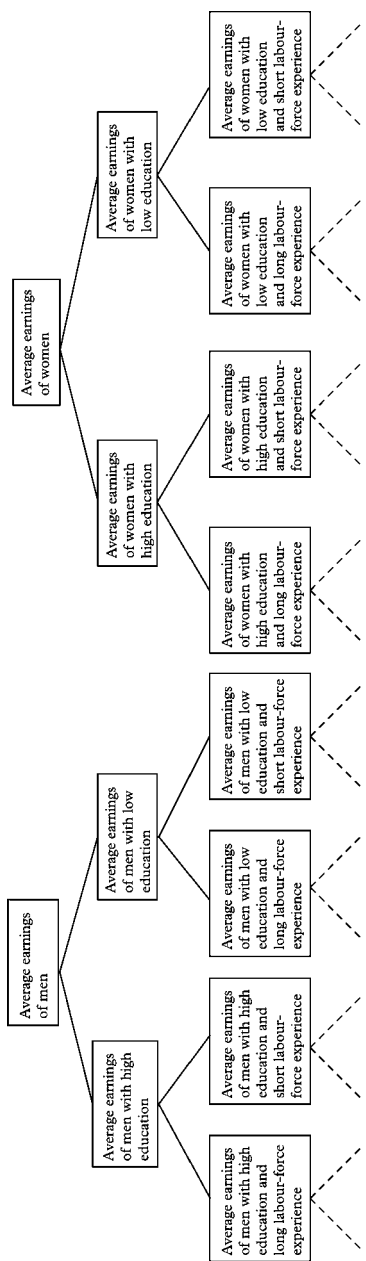 Average earnings
of men
Average earnings
of women
Average earnings
of men with high
education
Average earnings
of men with low
education
Average earnings
of women with
high education
Average earnings
of women with
low education
Average earnings
of men with high
education and
long labour-force
experience
Average earnings
of men with high
education and
short labour-
force experience
Average earnings
of men with low
education and
long labour-force
experience
Average earnings
of men with low
education and
short labour-force
experience
Average earnings
of women with
high education
and long labour-
force experience
Average earnings
of women with
high education
and short labour-
force experience
Average earnings
of women with
low education
and long labour-
force experience
Average earnings
of women with
low education
and short labour-
force experience